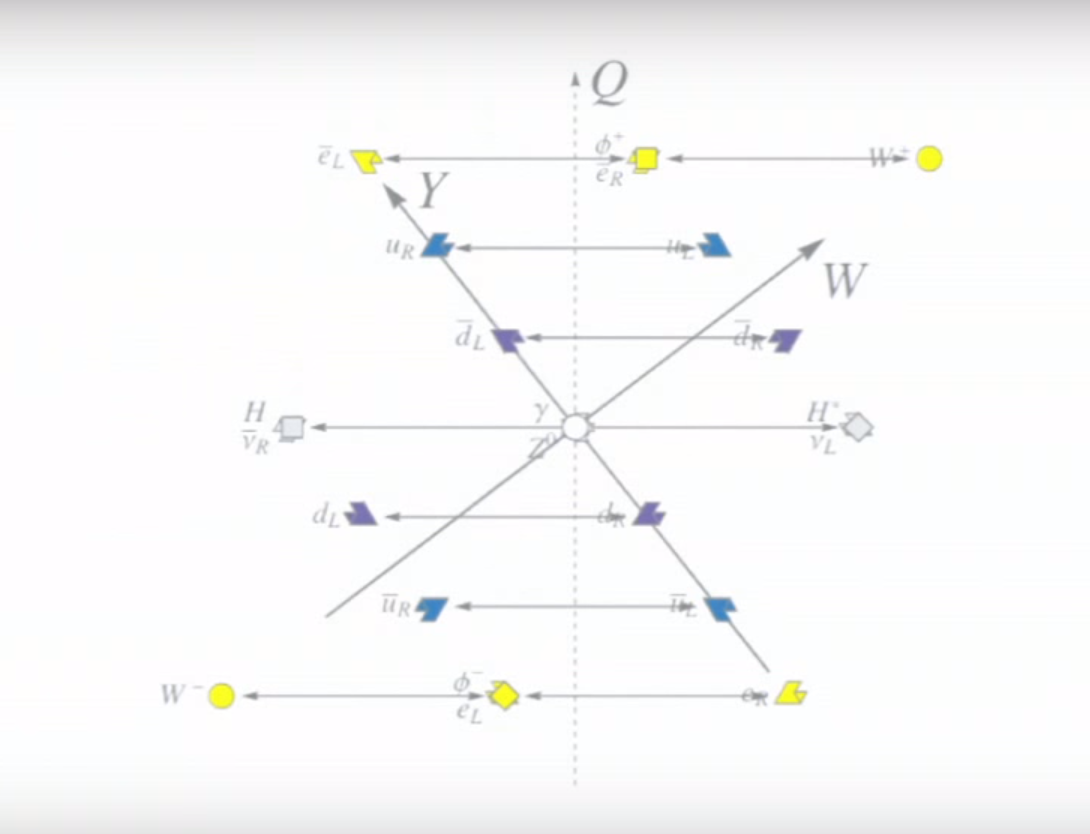 Q
ē_L ϕ⁺ W⁺
ē_R
Y
u_R u_L
W
d̄_L d̄_R
H γ H*
ν̄_R Z⁰ ν_L
d_L d_R
ū_R ū_L
W⁻ ϕ⁻ e_R
e_L